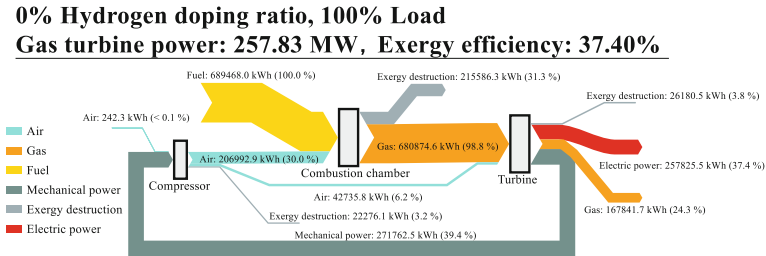 0% Hydrogen doping ratio, 100% Load
Gas turbine power: 257.83 MW, Exergy efficiency: 37.40%
Fuel: 689468.0 kWh (100.0 %)
Exergy destruction: 215586.3 kWh (31.3 %)
Exergy destruction: 26180.5 kWh (3.8 %)
Air: 242.3 kWh (< 0.1 %)
Air
Gas
Fuel
Mechanical power
Exergy destruction
Electric power
Air: 206992.9 kWh (30.0 %)
Gas: 680874.6 kWh (98.8 %)
Compressor
Combustion chamber
Turbine
Electric power: 257825.5 kWh (37.4 %)
Air: 42735.8 kWh (6.2 %)
Gas: 167841.7 kWh (24.3 %)
Exergy destruction: 22276.1 kWh (3.2 %)
Mechanical power: 271762.5 kWh (39.4 %)